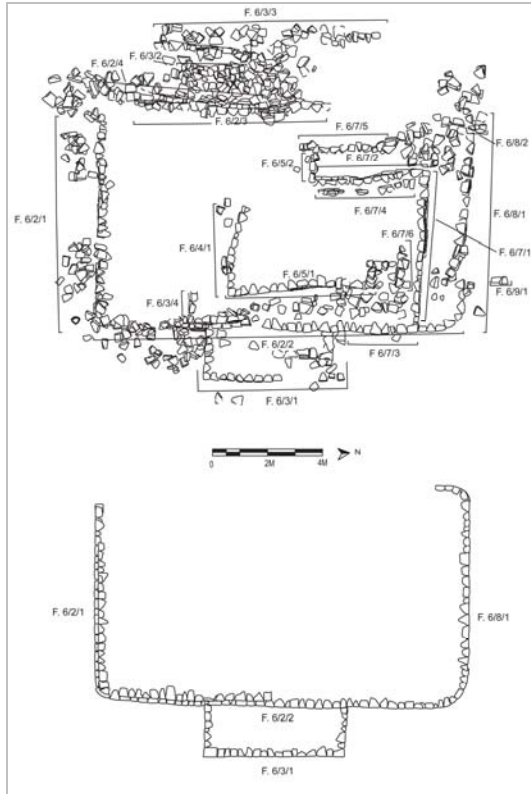 F. 6/3/3
F. 6/3/2
F. 6/2/4
F. 6/2/3
F. 6/7/5
F. 6/8/2
F. 6/7/2
F. 6/5/2
F. 6/7/4
F. 6/2/1
F. 6/8/1
F. 6/4/1
F. 6/7/6
F. 6/7/1
F. 6/5/1
F. 6/9/1
F. 6/3/4
F. 6/2/2
F. 6/7/3
F. 6/3/1
N
0 2M 4M
F. 6/2/1
F. 6/8/1
F. 6/2/2
F. 6/3/1